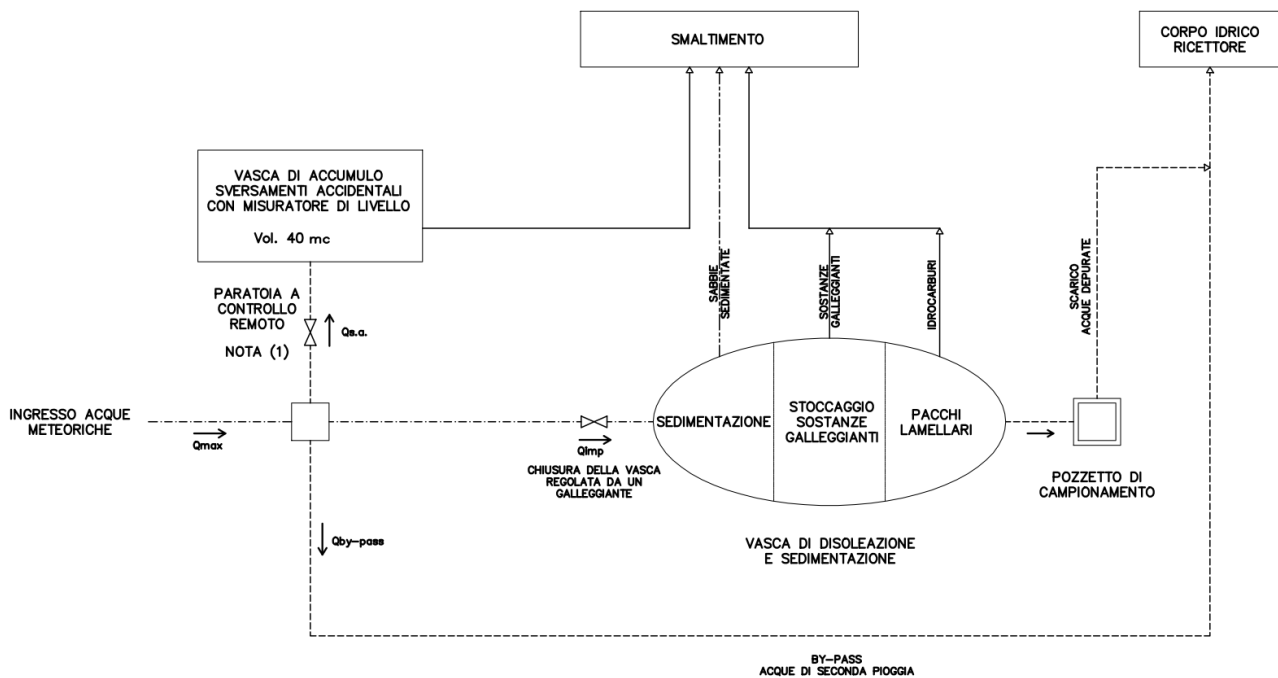 SMALTIMENTO
CORPO IDRICO
RICETTORE
VASCA DI ACCUMULO
SVERSAMENTI ACCIDENTALI
CON MISURATORE DI LIVELLO
Vol. 40 mc
PARATOIA A
CONTROLLO
REMOTO
NOTA (1)
Qs.a.
SABBIE
SEDIMENTATE
SOSTANZE
GALLEGGIANTI
IDROCARBURI
SCARICO
ACQUE DEPURATE
INGRESSO ACQUE
METEORICHE
Qmax
Qimp
CHIUSURA DELLA VASCA
REGOLATA DA UN
GALLEGGIANTE
SEDIMENTAZIONE
STOCCAGGIO
SOSTANZE
GALLEGGIANTI
PACCHI
LAMELLARI
POZZETTO DI
CAMPIONAMENTO
Qby-pass
VASCA DI DISOLEAZIONE
E SEDIMENTAZIONE
BY-PASS
ACQUE DI SECONDA PIOGGIA